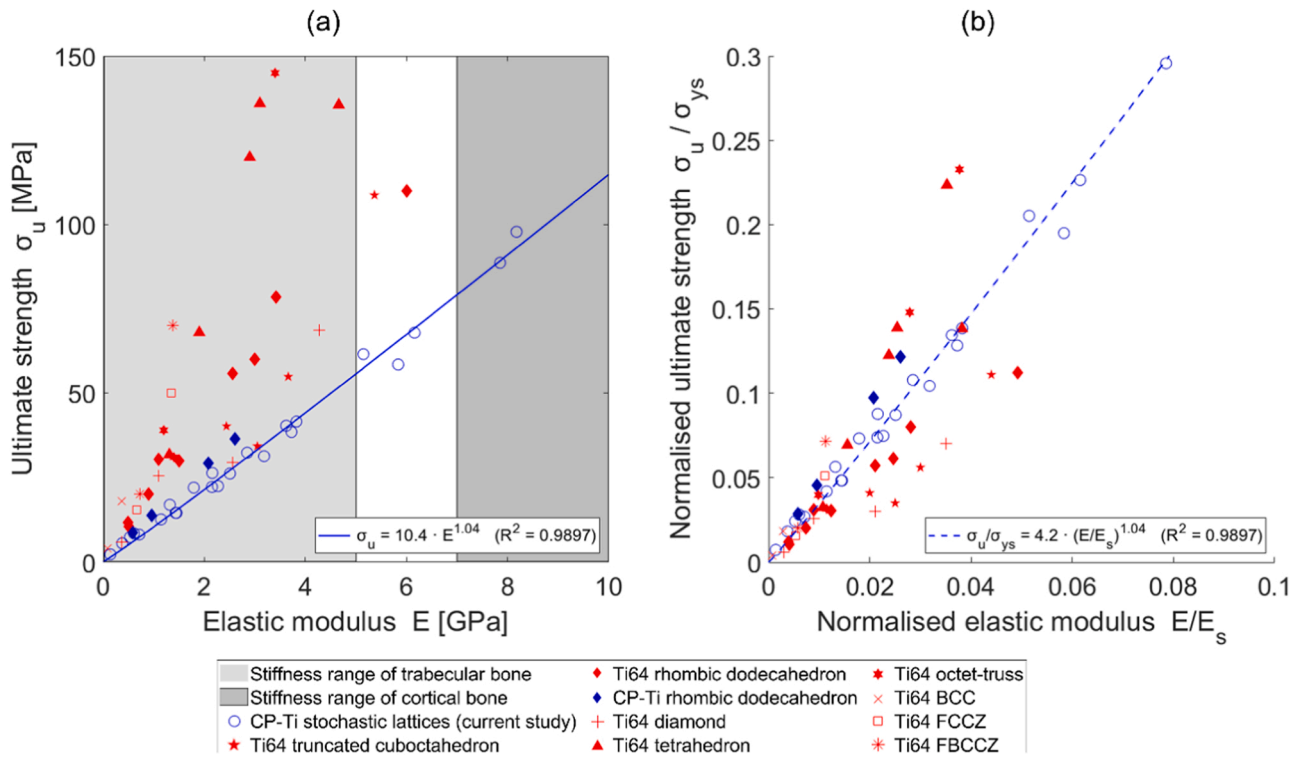 (a)
(b)
150
100
50
0
0
2
4
6
8
10
Ultimate strength σu [MPa]
Elastic modulus E [GPa]
σu = 10.4 · E^1.04 (R² = 0.9897)
0.3
0.25
0.2
0.15
0.1
0.05
0
0
0.02
0.04
0.06
0.08
0.1
Normalised ultimate strength σu / σys
Normalised elastic modulus E/Es
σu/σys = 4.2 · (E/Es)^1.04 (R² = 0.9897)
Stiffness range of trabecular bone
Stiffness range of cortical bone
CP-Ti stochastic lattices (current study)
Ti64 truncated cuboctahedron
Ti64 rhombic dodecahedron
CP-Ti rhombic dodecahedron
Ti64 diamond
Ti64 tetrahedron
Ti64 octet-truss
Ti64 BCC
Ti64 FCCZ
Ti64 FBCCZ